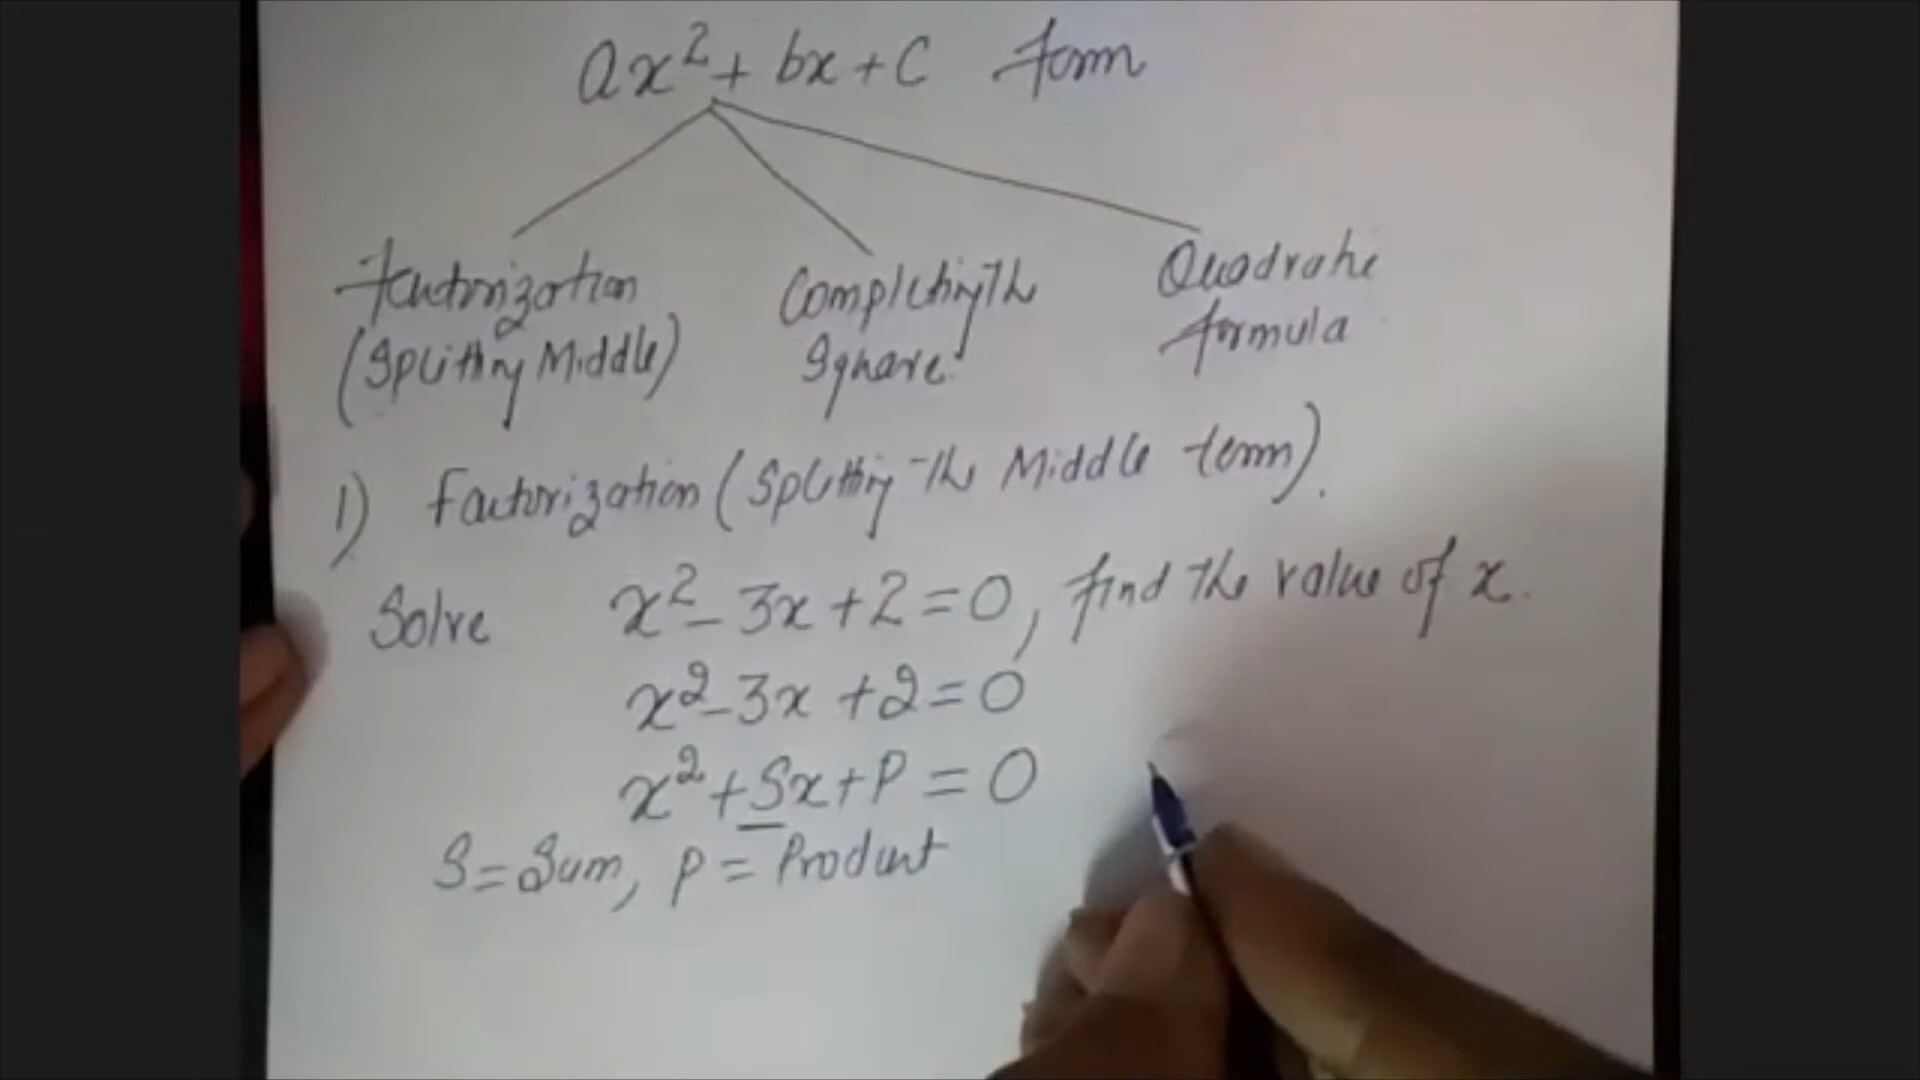 ax² + bx + C form
Factorization Completing The Quadratic
(Splitting Middle) Square formula
1) Factorization (Splitting The Middle term).
Solve x² - 3x + 2 = 0, find the value of x.
x² - 3x + 2 = 0
x² + Sx + P = 0
S = Sum, P = Product